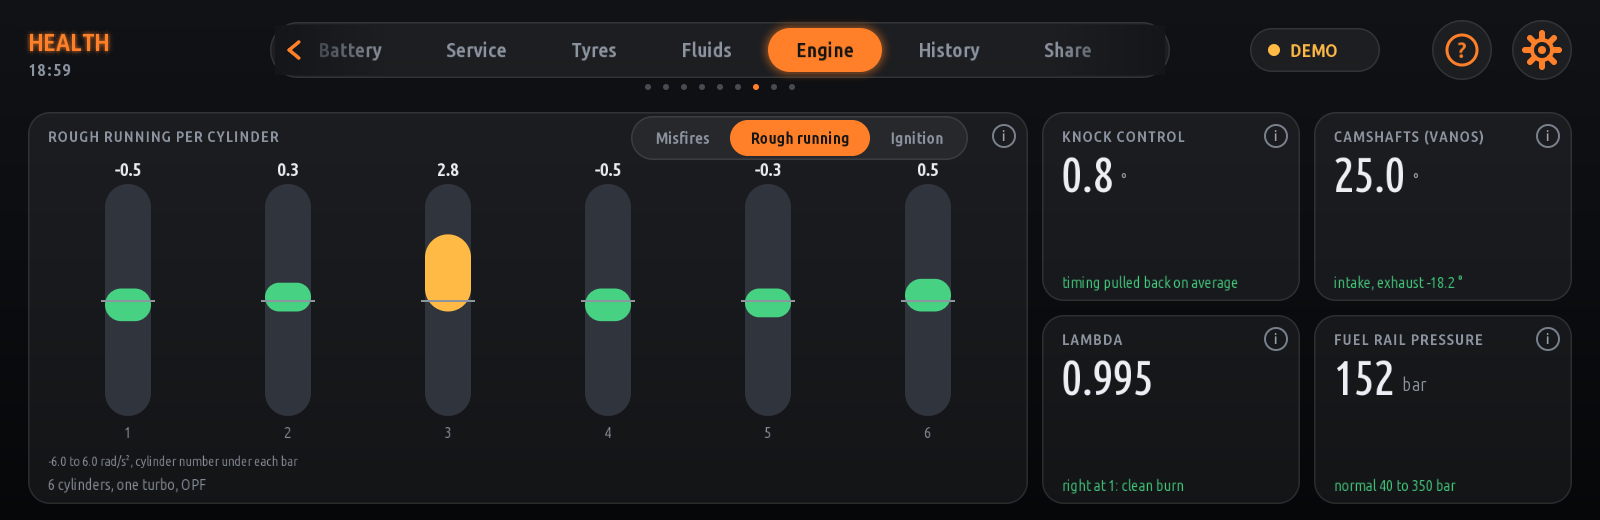 HEALTH
18:59
Battery
Service
Tyres
Fluids
Engine
History
Share
DEMO
?
ROUGH RUNNING PER CYLINDER
Misfires
Rough running
Ignition
i
-0.5
0.3
2.8
-0.5
-0.3
0.5
1
2
3
4
5
6
-6.0 to 6.0 rad/s², cylinder number under each bar
6 cylinders, one turbo, OPF
KNOCK CONTROL
i
0.8 °
timing pulled back on average
CAMSHAFTS (VANOS)
i
25.0 °
intake, exhaust -18.2 °
LAMBDA
i
0.995
right at 1: clean burn
FUEL RAIL PRESSURE
i
152 bar
normal 40 to 350 bar